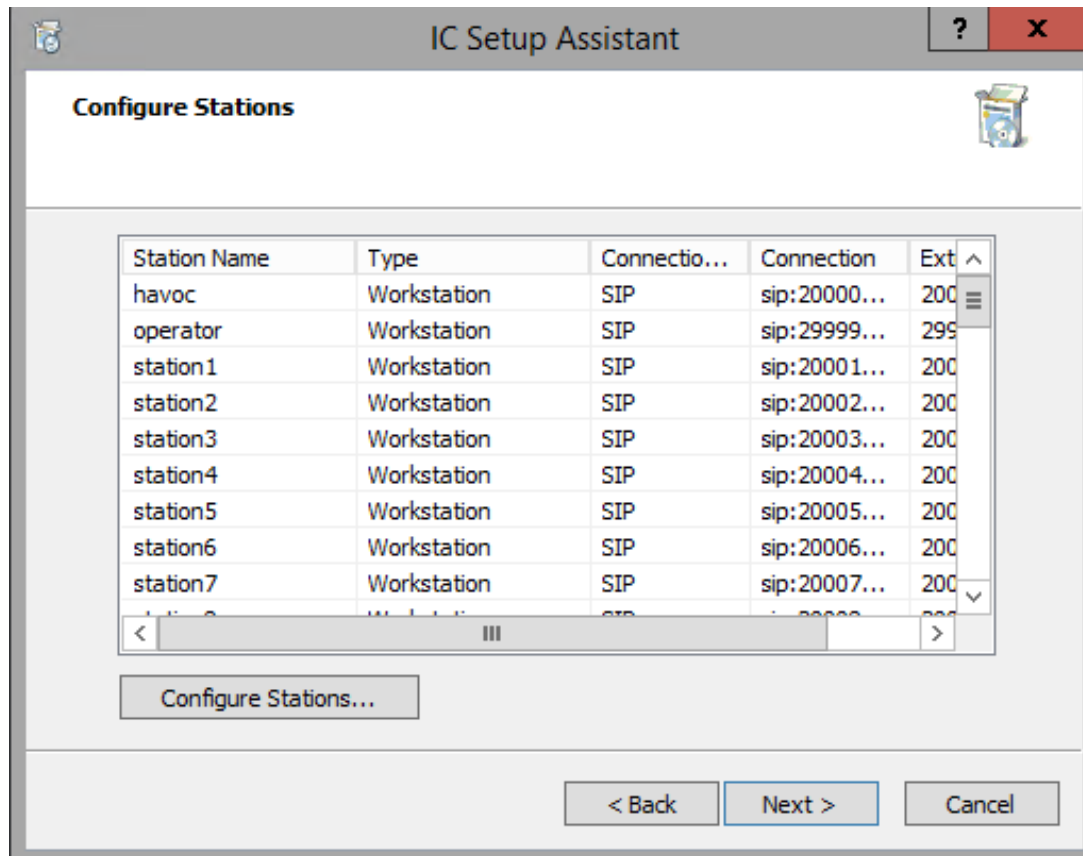 IC Setup Assistant ? x
Configure Stations
Station Name Type Connectio... Connection Ext
havoc Workstation SIP sip:20000... 200
operator Workstation SIP sip:29999... 299
station1 Workstation SIP sip:20001... 200
station2 Workstation SIP sip:20002... 200
station3 Workstation SIP sip:20003... 200
station4 Workstation SIP sip:20004... 200
station5 Workstation SIP sip:20005... 200
station6 Workstation SIP sip:20006... 200
station7 Workstation SIP sip:20007... 200
Configure Stations...
< Back Next > Cancel